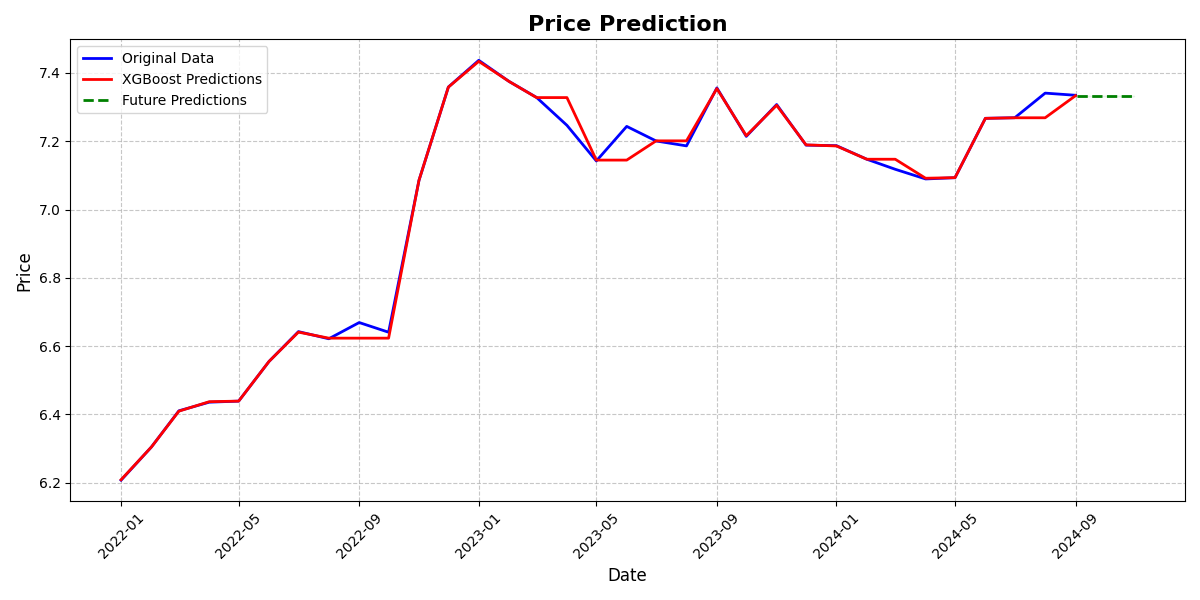 Price Prediction
Original Data
XGBoost Predictions
Future Predictions
Price
7.4
7.2
7.0
6.8
6.6
6.4
6.2
2022-01
2022-05
2022-09
2023-01
2023-05
2023-09
2024-01
2024-05
2024-09
Date